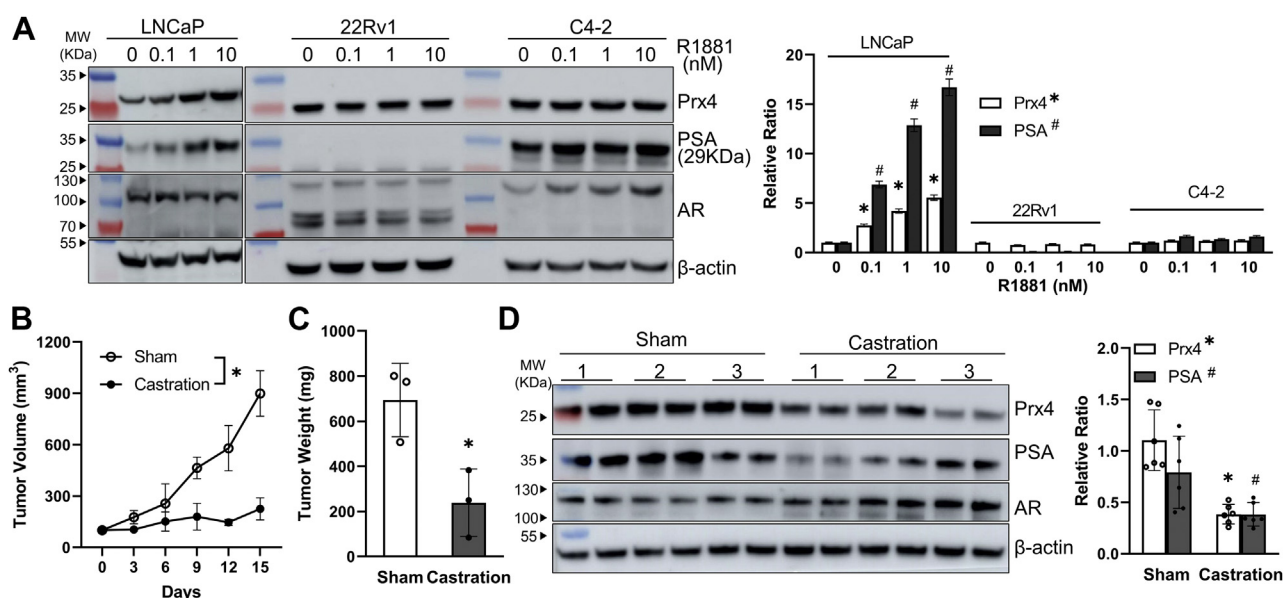 A
MW
(KDa)
LNCaP
22Rv1
C4-2
0 0.1 1 10
0 0.1 1 10
0 0.1 1 10
R1881
(nM)
35
25
Prx4
35
25
PSA
(29KDa)
130
100
70
AR
55
β-actin
LNCaP
20
15
10
5
0
Relative Ratio
* * *
# # #
Prx4 *
PSA #
22Rv1
C4-2
0 0.1 1 10
0 0.1 1 10
0 0.1 1 10
R1881 (nM)
B
1200
900
600
300
0
Tumor Volume (mm³)
Sham
Castration
*
0 3 6 9 12 15
Days
C
1000
800
600
400
200
0
Tumor Weight (mg)
*
Sham Castration
D
Sham
Castration
MW
(KDa)
1 2 3 1 2 3
25
Prx4
35
PSA
130
100
AR
55
β-actin
Prx4 *
PSA #
2.0
1.5
1.0
0.5
0.0
Relative Ratio
* #
Sham Castration